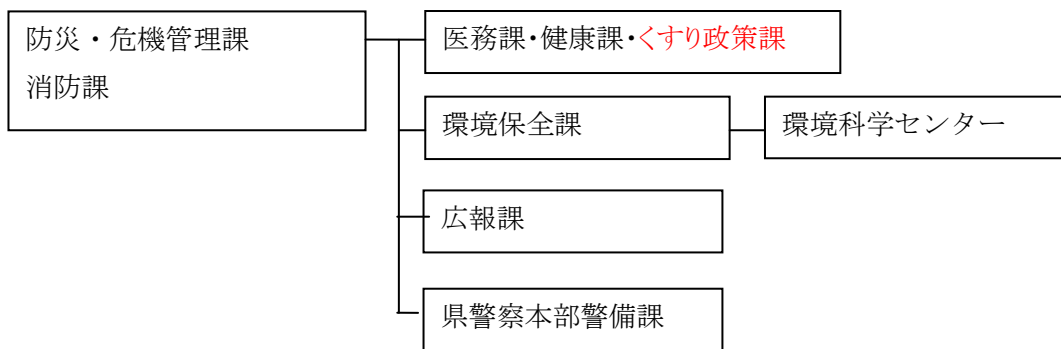 防災・危機管理課
消防課
医務課・健康課・くすり政策課
環境保全課
環境科学センター
広報課
県警察本部警備課